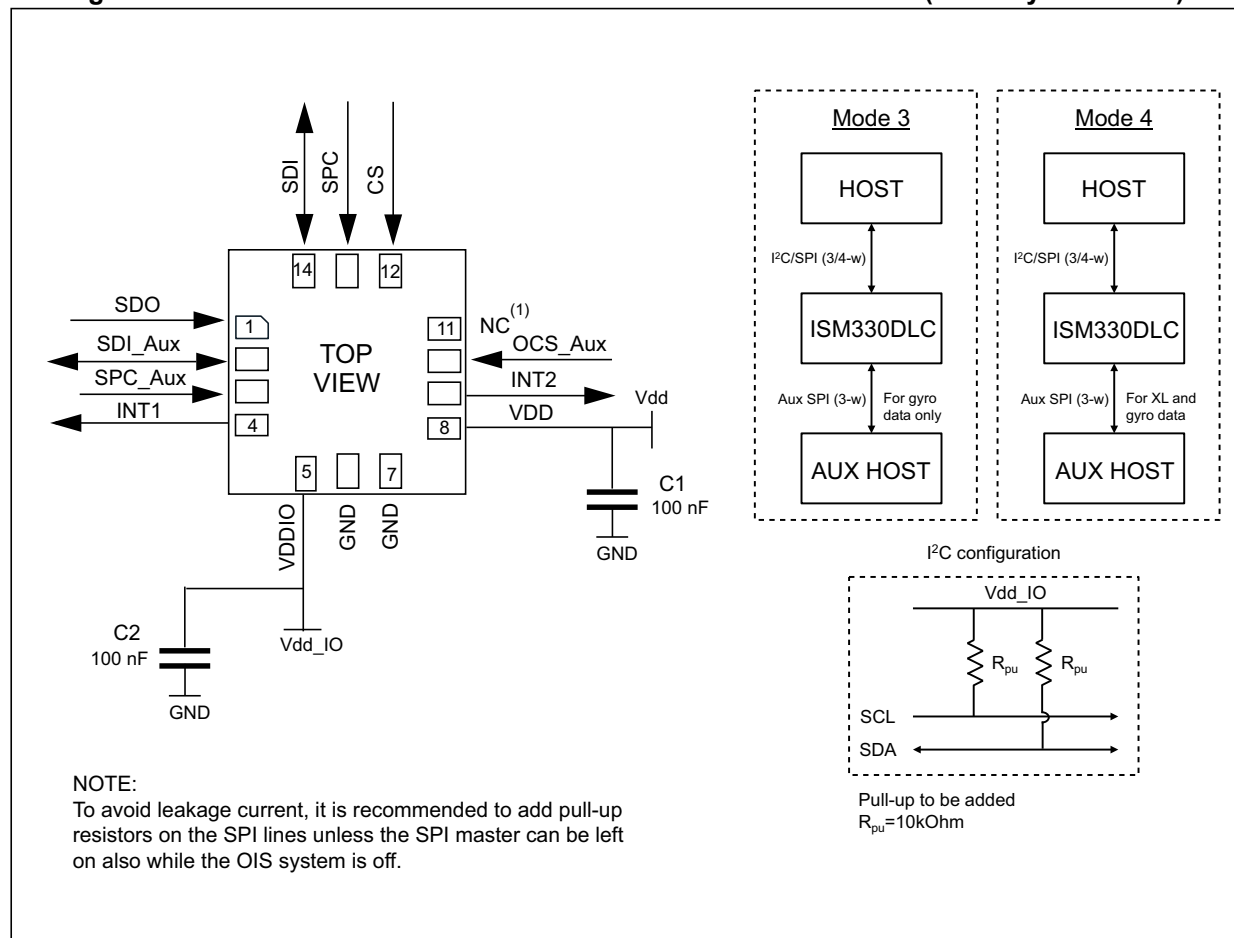 SDI
SPC
CS
14
12
SDO
1
SDI_Aux
SPC_Aux
INT1
4
TOP
VIEW
11
NC(1)
OCS_Aux
INT2
VDD
8
Vdd
5
7
VDDIO
GND
GND
C1
100 nF
GND
C2
100 nF
GND
Vdd_IO
NOTE:
To avoid leakage current, it is recommended to add pull-up
resistors on the SPI lines unless the SPI master can be left
on also while the OIS system is off.
Mode 3
HOST
I²C/SPI (3/4-w)
ISM330DLC
Aux SPI (3-w)
For gyro
data only
AUX HOST
Mode 4
HOST
I²C/SPI (3/4-w)
ISM330DLC
Aux SPI (3-w)
For XL and
gyro data
AUX HOST
I²C configuration
Vdd_IO
Rpu
Rpu
SCL
SDA
Pull-up to be added
Rpu=10kOhm